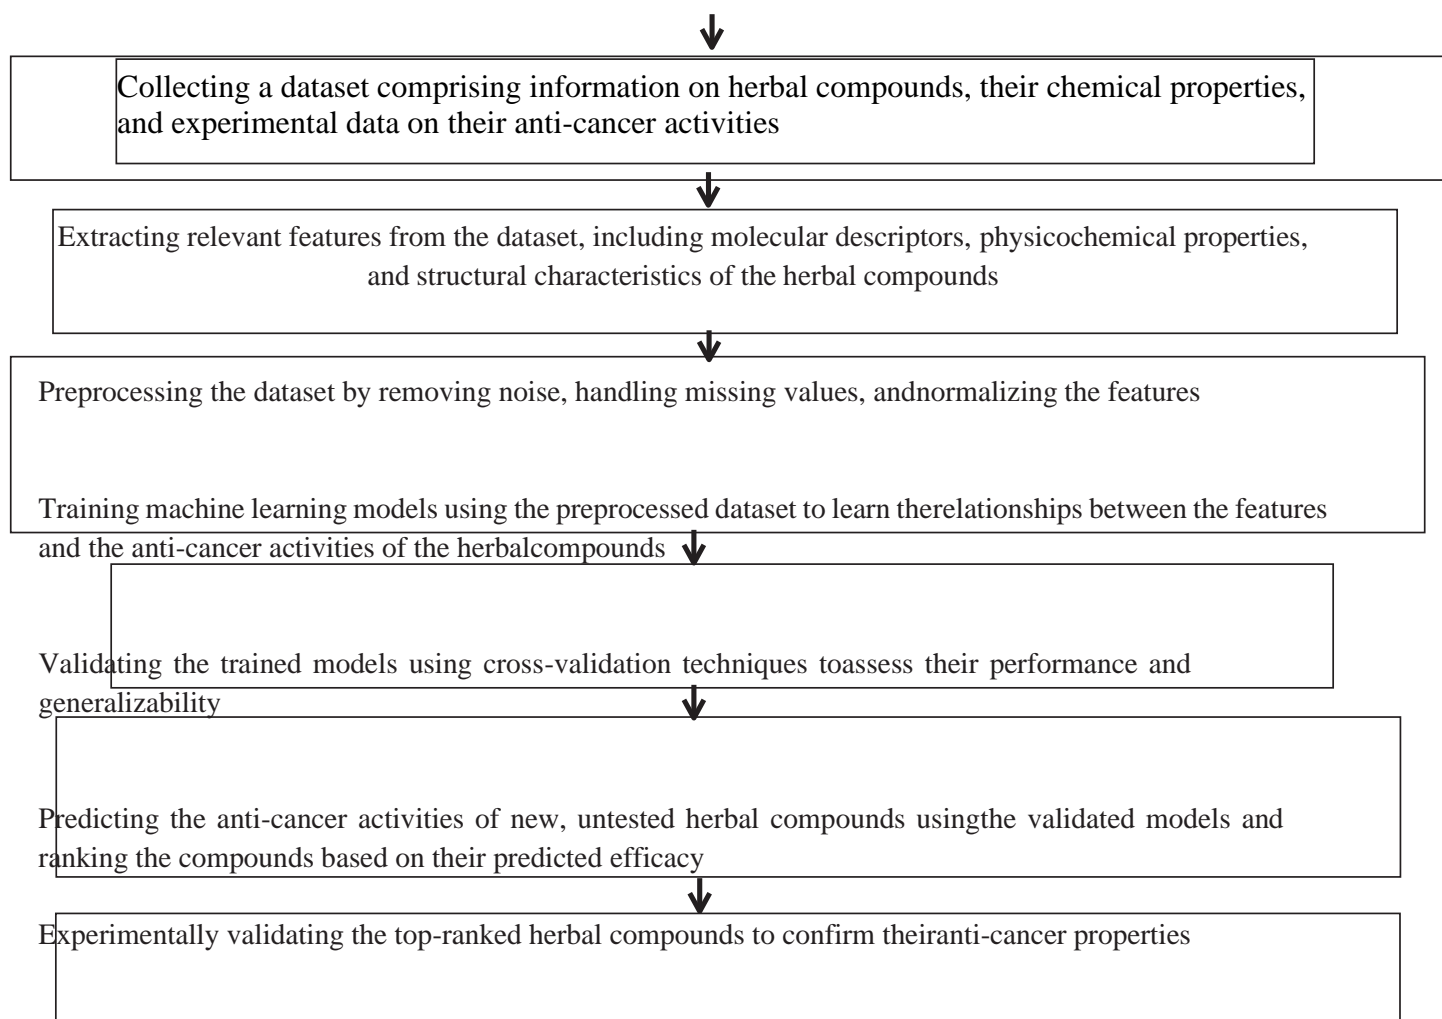 Collecting a dataset comprising information on herbal compounds, their chemical properties,
and experimental data on their anti-cancer activities
Extracting relevant features from the dataset, including molecular descriptors, physicochemical properties,
and structural characteristics of the herbal compounds
Preprocessing the dataset by removing noise, handling missing values, andnormalizing the features
Training machine learning models using the preprocessed dataset to learn therelationships between the features
and the anti-cancer activities of the herbalcompounds
Validating the trained models using cross-validation techniques toassess their performance and
generalizability
Predicting the anti-cancer activities of new, untested herbal compounds usingthe validated models and
ranking the compounds based on their predicted efficacy
Experimentally validating the top-ranked herbal compounds to confirm theiranti-cancer properties